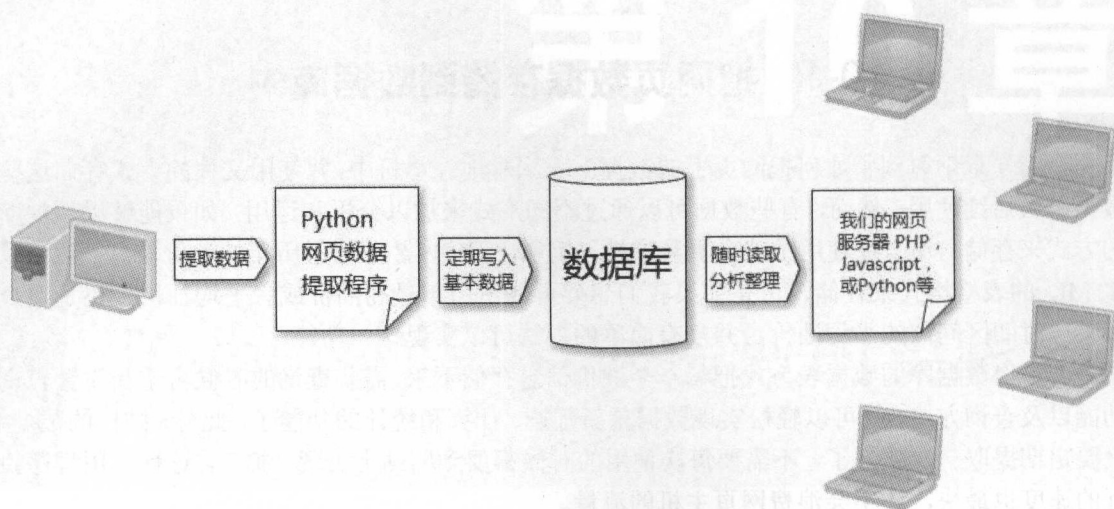 提取数据
Python
网页数据
提取程序
定期写入
基本数据
数据库
随时读取
分析整理
我们的网页
服务器 PHP，
Javascript，
或Python等